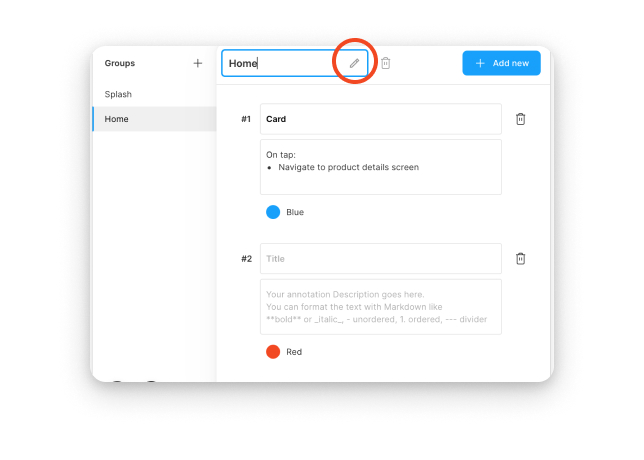 Groups
Home
Add new
Splash
Home
#1
Card
On tap:
• Navigate to product details screen
Blue
#2
Title
Your annotation Description goes here.
You can format the text with Markdown like
**bold** or _italic_, - unordered, 1. ordered, --- divider
Red